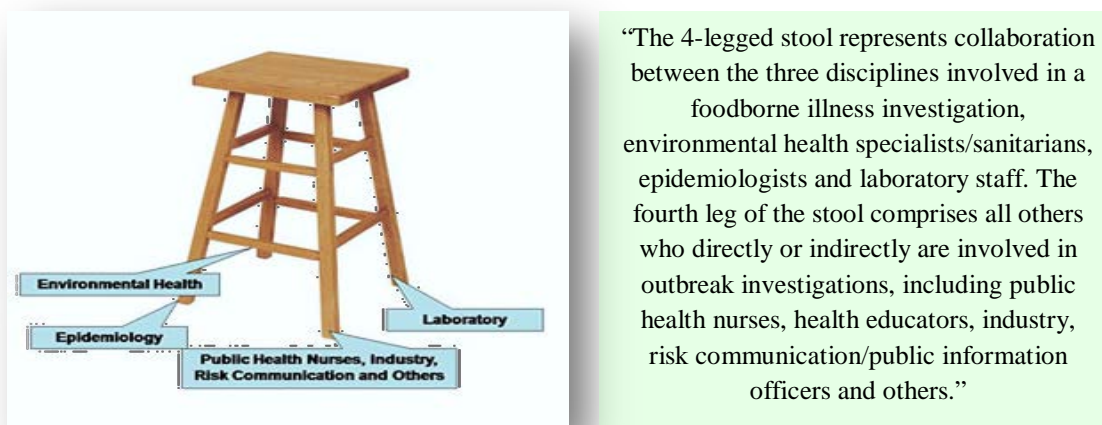 Environmental Health
Epidemiology
Laboratory
Public Health Nurses, Industry,
Risk Communication and Others
“The 4-legged stool represents collaboration
between the three disciplines involved in a
foodborne illness investigation,
environmental health specialists/sanitarians,
epidemiologists and laboratory staff. The
fourth leg of the stool comprises all others
who directly or indirectly are involved in
outbreak investigations, including public
health nurses, health educators, industry,
risk communication/public information
officers and others.”